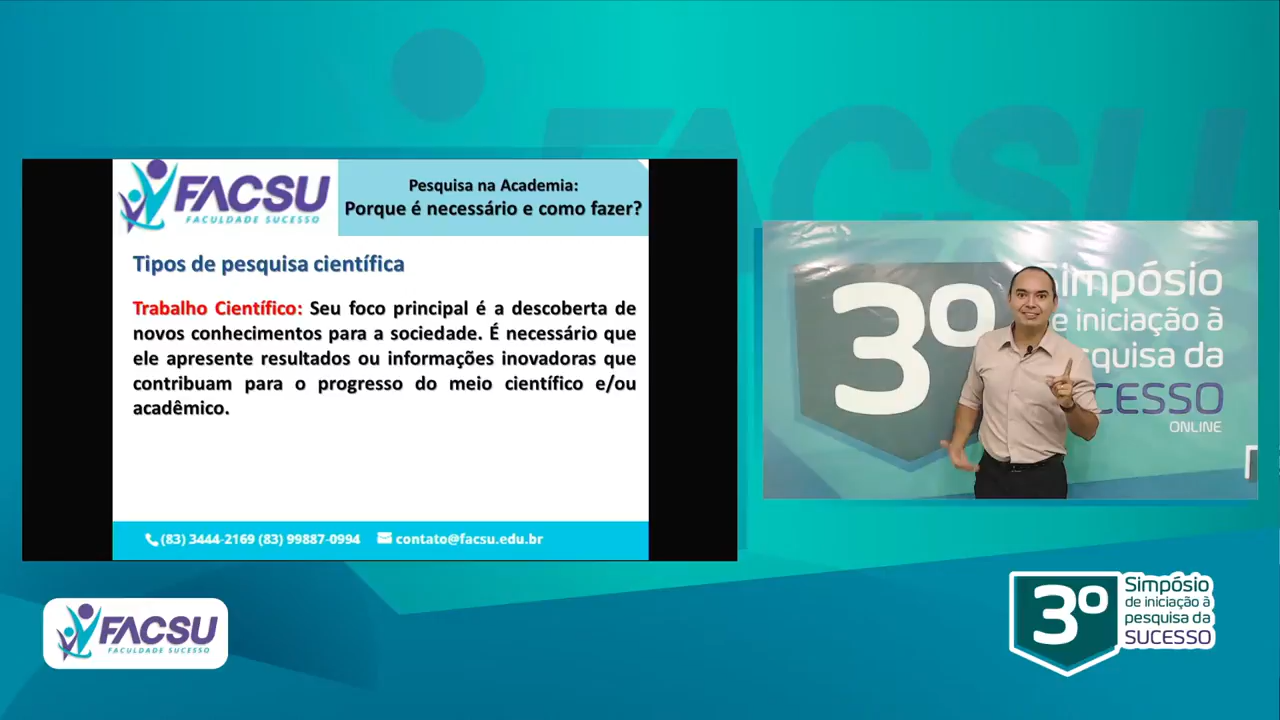 FACSU
FACSU
FACULDADE SUCESSO
Pesquisa na Academia:
Porque é necessário e como fazer?
Tipos de pesquisa científica
Trabalho Científico: Seu foco principal é a descoberta de
novos conhecimentos para a sociedade. É necessário que
ele apresente resultados ou informações inovadoras que
contribuam para o progresso do meio científico e/ou
acadêmico.
(83) 3444-2169 (83) 99887-0994 contato@facsu.edu.br
3º
Simpósio
e iniciação à
squisa da
CESSO
ONLINE
FACSU
FACULDADE SUCESSO
3º
Simpósio
de iniciação à
pesquisa da
SUCESSO